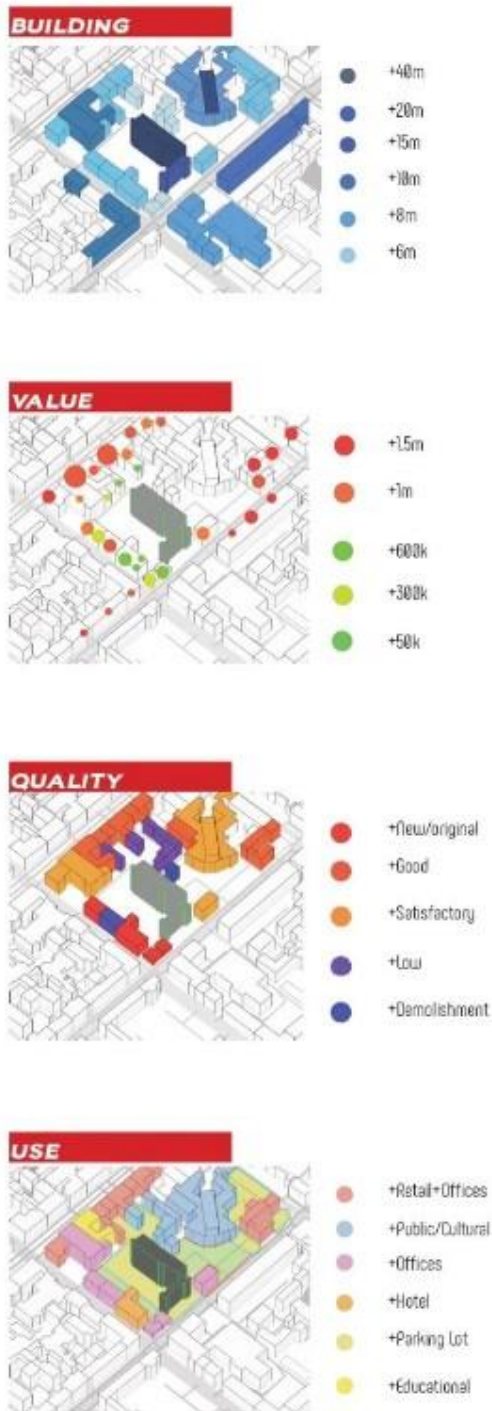 BUILDING
+40m
+20m
+15m
+10m
+8m
+6m
VALUE
+1.5m
+1m
+600k
+300k
+50k
QUALITY
+New/original
+Good
+Satisfactory
+Low
+Demolishment
USE
+Retail+Offices
+Public/Cultural
+Offices
+Hotel
+Parking Lot
+Educational